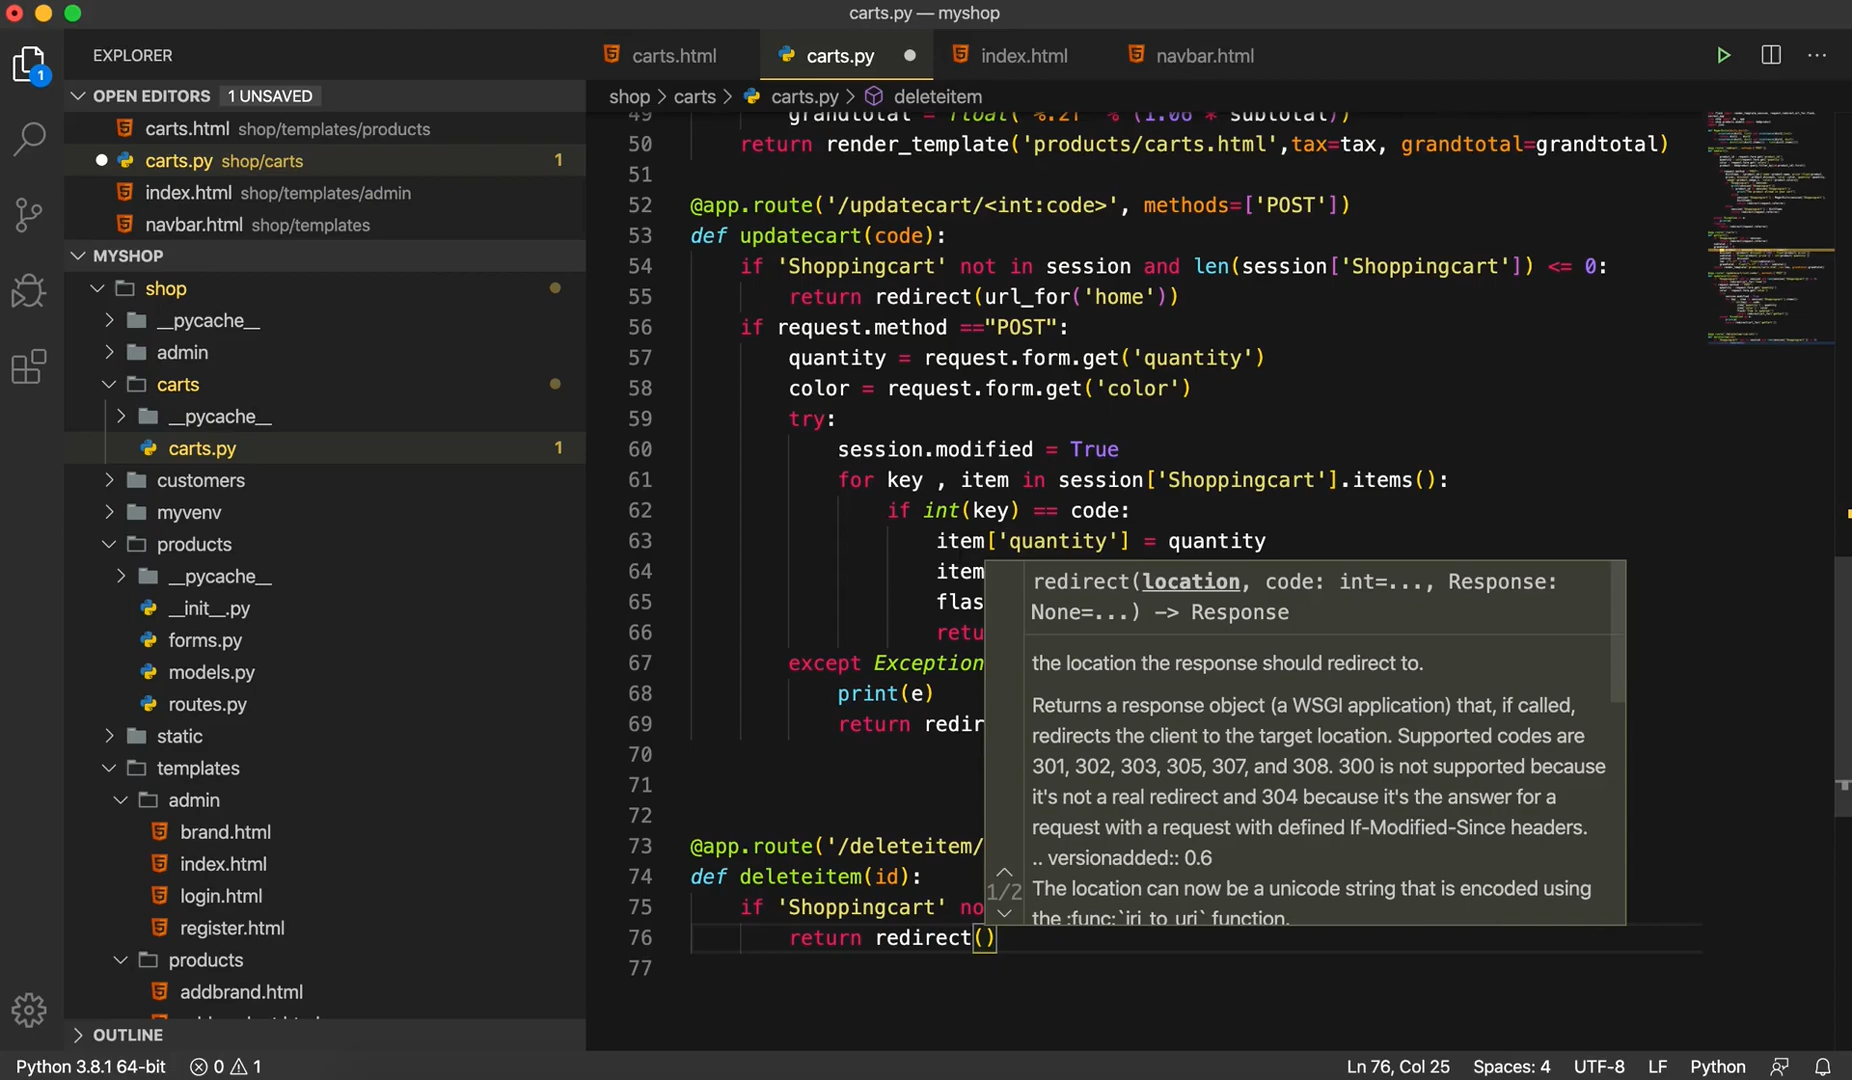 carts.py — myshop
EXPLORER
carts.html
carts.py
index.html
navbar.html
OPEN EDITORS 1 UNSAVED
shop > carts > carts.py > deleteitem
carts.html shop/templates/products
carts.py shop/carts 1
index.html shop/templates/admin
navbar.html shop/templates
MYSHOP
shop
__pycache__
admin
carts
__pycache__
carts.py 1
customers
myvenv
products
__pycache__
__init__.py
forms.py
models.py
routes.py
static
templates
admin
brand.html
index.html
login.html
register.html
products
addbrand.html
OUTLINE
49 grandtotal = float( %.2f % (1.06 * subtotal))
50 return render_template('products/carts.html',tax=tax, grandtotal=grandtotal)
51
52 @app.route('/updatecart/<int:code>', methods=['POST'])
53 def updatecart(code):
54 if 'Shoppingcart' not in session and len(session['Shoppingcart']) <= 0:
55 return redirect(url_for('home'))
56 if request.method =="POST":
57 quantity = request.form.get('quantity')
58 color = request.form.get('color')
59 try:
60 session.modified = True
61 for key , item in session['Shoppingcart'].items():
62 if int(key) == code:
63 item['quantity'] = quantity
64 item
65 flas
66 retu
67 except Exception
68 print(e)
69 return redir
70
71
72
73 @app.route('/deleteitem/
74 def deleteitem(id):
75 if 'Shoppingcart' no
76 return redirect()
77
redirect(location, code: int=..., Response:
None=...) -> Response
the location the response should redirect to.
Returns a response object (a WSGI application) that, if called,
redirects the client to the target location. Supported codes are
301, 302, 303, 305, 307, and 308. 300 is not supported because
it's not a real redirect and 304 because it's the answer for a
request with a request with defined If-Modified-Since headers.
.. versionadded:: 0.6
1/2
The location can now be a unicode string that is encoded using
the :func:`iri_to_uri` function.
1
Python 3.8.1 64-bit 0 1
Ln 76, Col 25 Spaces: 4 UTF-8 LF Python